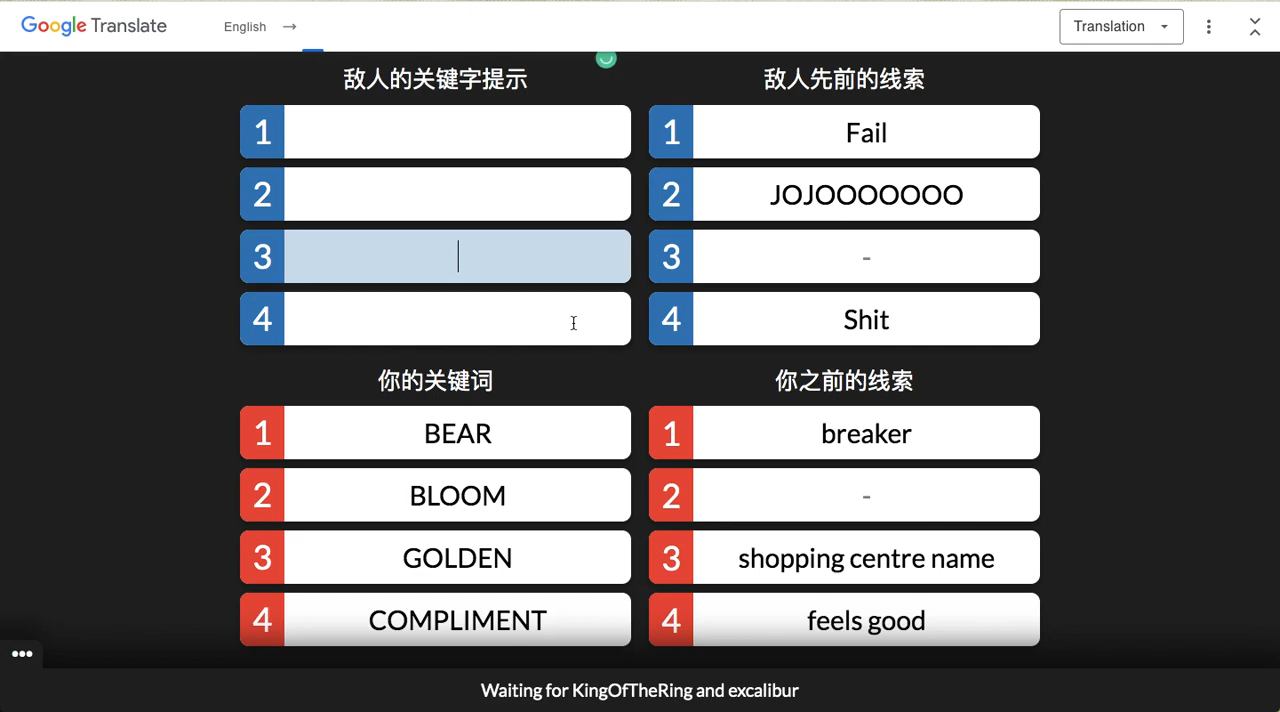 Google Translate
English →
Translation
敌人的关键字提示
1
2
3
4
敌人先前的线索
1 Fail
2 JOJOOOOOOO
3 -
4 Shit
你的关键词
1 BEAR
2 BLOOM
3 GOLDEN
4 COMPLIMENT
你之前的线索
1 breaker
2 -
3 shopping centre name
4 feels good
Waiting for KingOfTheRing and excalibur